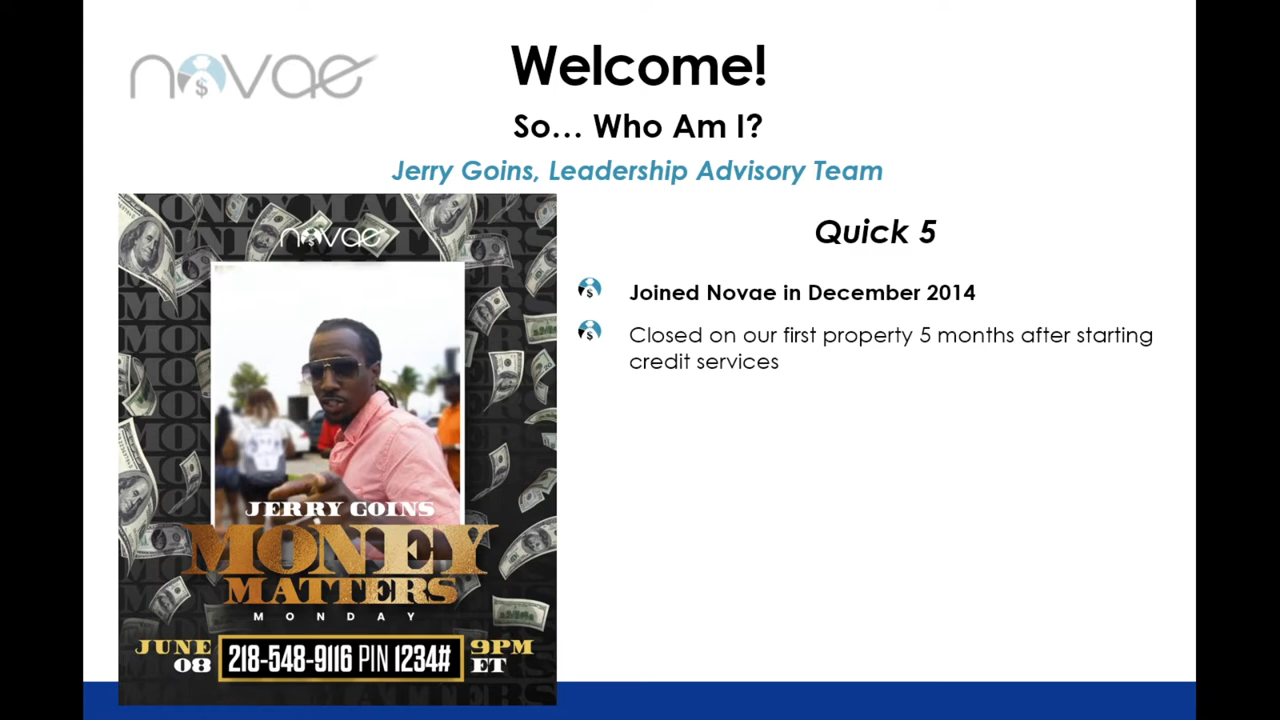 novae
Welcome!
So... Who Am I?
Jerry Goins, Leadership Advisory Team
Quick 5
Joined Novae in December 2014
Closed on our first property 5 months after starting
credit services
MONEY MATTERS
novae
JERRY GOINS
MONEY
MATTERS
MONDAY
JUNE
08
218-548-9116 PIN 1234#
9PM
ET